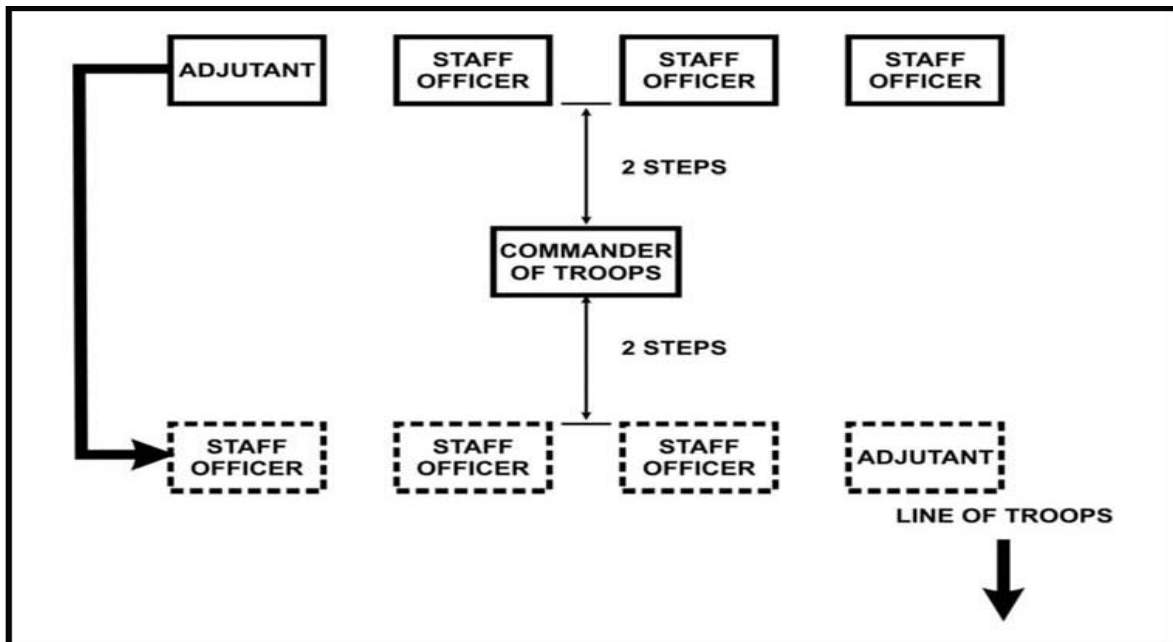 ADJUTANT
STAFF
OFFICER
STAFF
OFFICER
STAFF
OFFICER
2 STEPS
COMMANDER
OF TROOPS
2 STEPS
STAFF
OFFICER
STAFF
OFFICER
STAFF
OFFICER
ADJUTANT
LINE OF TROOPS